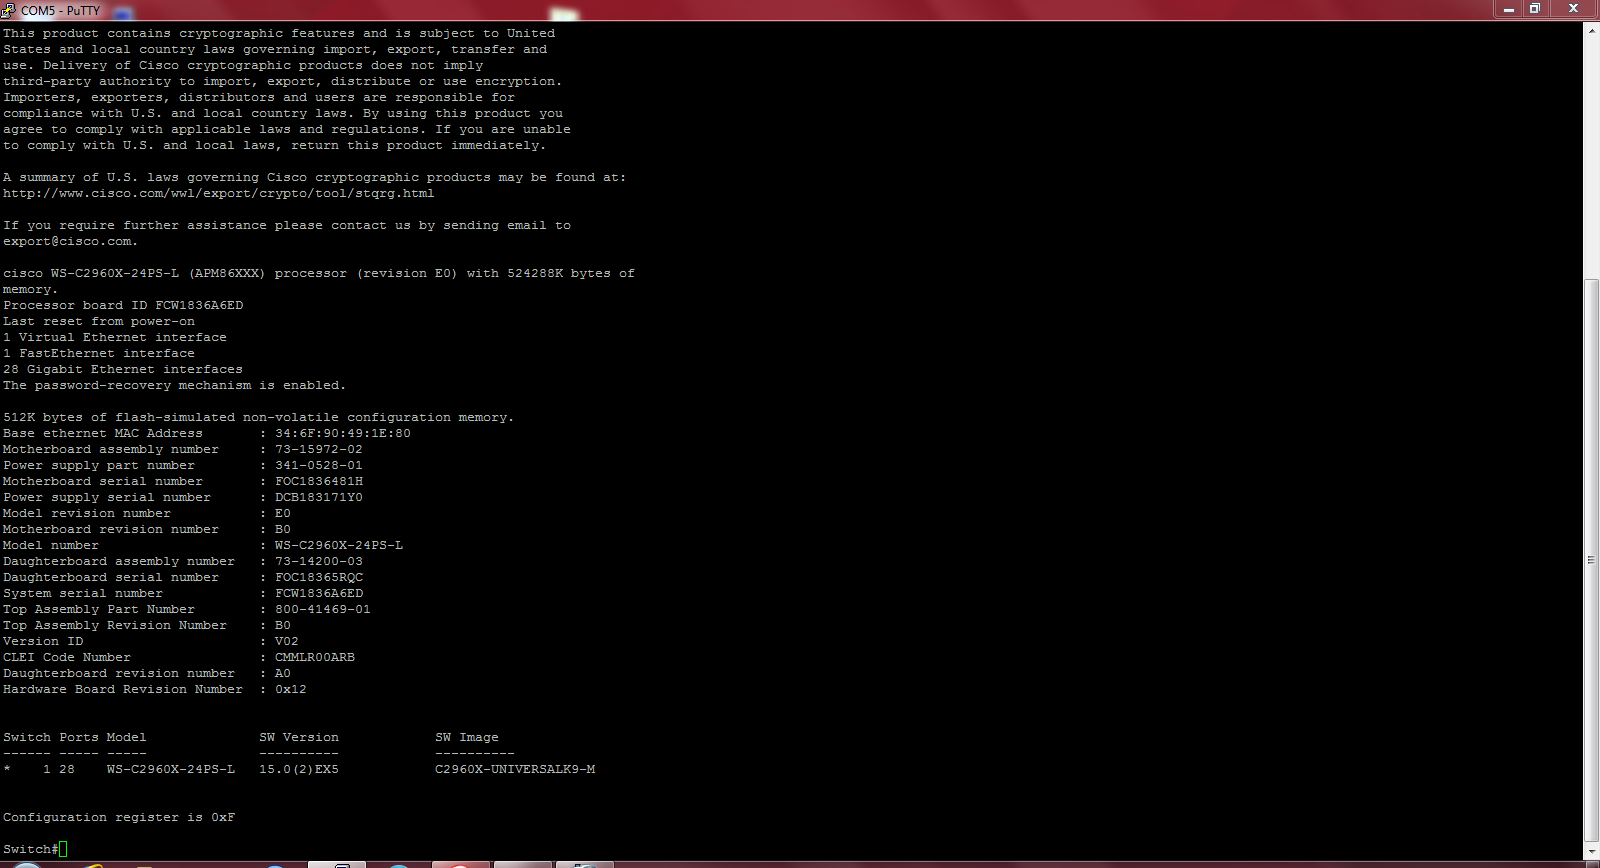 COM5 - PuTTY
This product contains cryptographic features and is subject to United
States and local country laws governing import, export, transfer and
use. Delivery of Cisco cryptographic products does not imply
third-party authority to import, export, distribute or use encryption.
Importers, exporters, distributors and users are responsible for
compliance with U.S. and local country laws. By using this product you
agree to comply with applicable laws and regulations. If you are unable
to comply with U.S. and local laws, return this product immediately.
A summary of U.S. laws governing Cisco cryptographic products may be found at:
http://www.cisco.com/wwl/export/crypto/tool/stqrg.html
If you require further assistance please contact us by sending email to
export@cisco.com.
cisco WS-C2960X-24PS-L (APM86XXX) processor (revision E0) with 524288K bytes of
memory.
Processor board ID FCW1836A6ED
Last reset from power-on
1 Virtual Ethernet interface
1 FastEthernet interface
28 Gigabit Ethernet interfaces
The password-recovery mechanism is enabled.
512K bytes of flash-simulated non-volatile configuration memory.
Base ethernet MAC Address       : 34:6F:90:49:1E:80
Motherboard assembly number     : 73-15972-02
Power supply part number        : 341-0528-01
Motherboard serial number       : FOC1836481H
Power supply serial number      : DCB183171Y0
Model revision number           : E0
Motherboard revision number     : B0
Model number                    : WS-C2960X-24PS-L
Daughterboard assembly number   : 73-14200-03
Daughterboard serial number     : FOC18365RQC
System serial number            : FCW1836A6ED
Top Assembly Part Number        : 800-41469-01
Top Assembly Revision Number    : B0
Version ID                      : V02
CLEI Code Number                : CMMLR00ARB
Daughterboard revision number   : A0
Hardware Board Revision Number  : 0x12
Switch Ports Model              SW Version            SW Image
------ ----- -----              ----------            ----------
*    1 28    WS-C2960X-24PS-L   15.0(2)EX5            C2960X-UNIVERSALK9-M
Configuration register is 0xF
Switch#